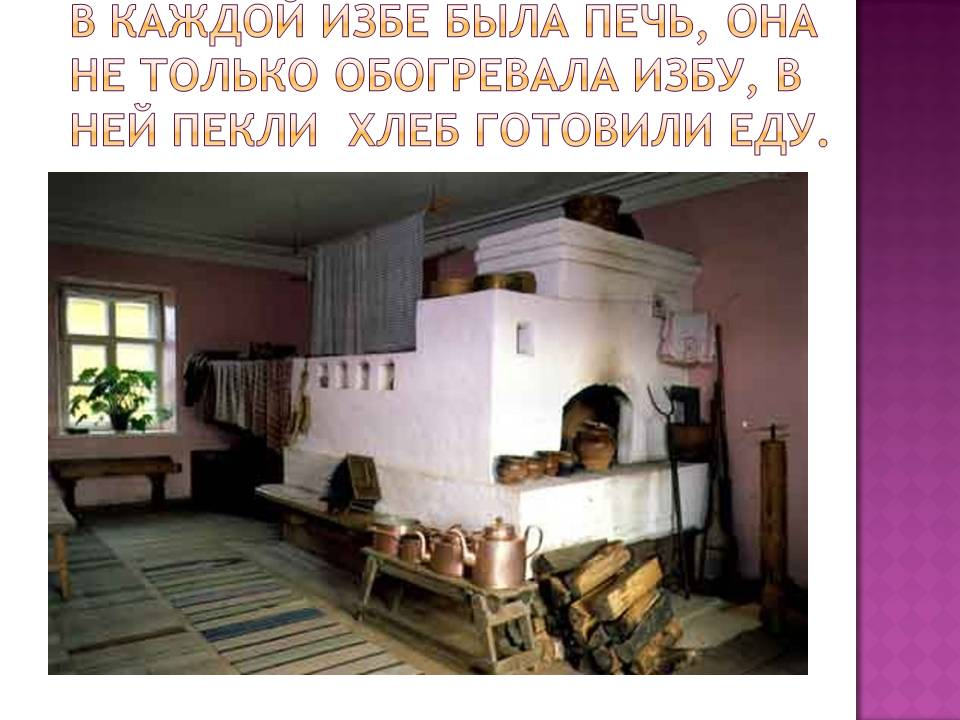 В КАЖДОЙ ИЗБЕ БЫЛА ПЕЧЬ, ОНА
НЕ ТОЛЬКО ОБОГРЕВАЛА ИЗБУ, В
НЕЙ ПЕКЛИ  ХЛЕБ ГОТОВИЛИ ЕДУ.